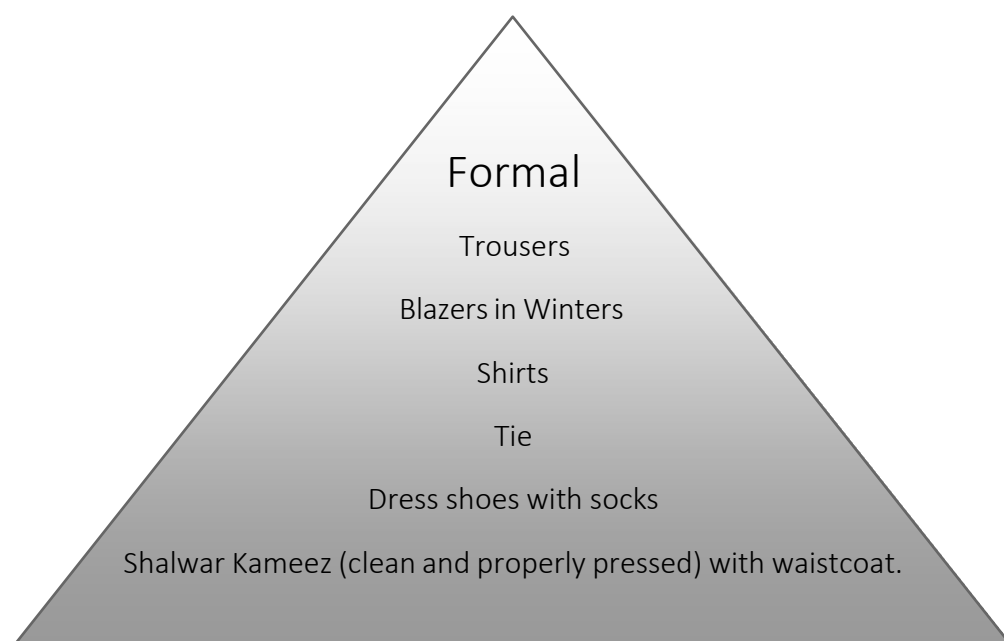 Formal
Trousers
Blazers in Winters
Shirts
Tie
Dress shoes with socks
Shalwar Kameez (clean and properly pressed) with waistcoat.